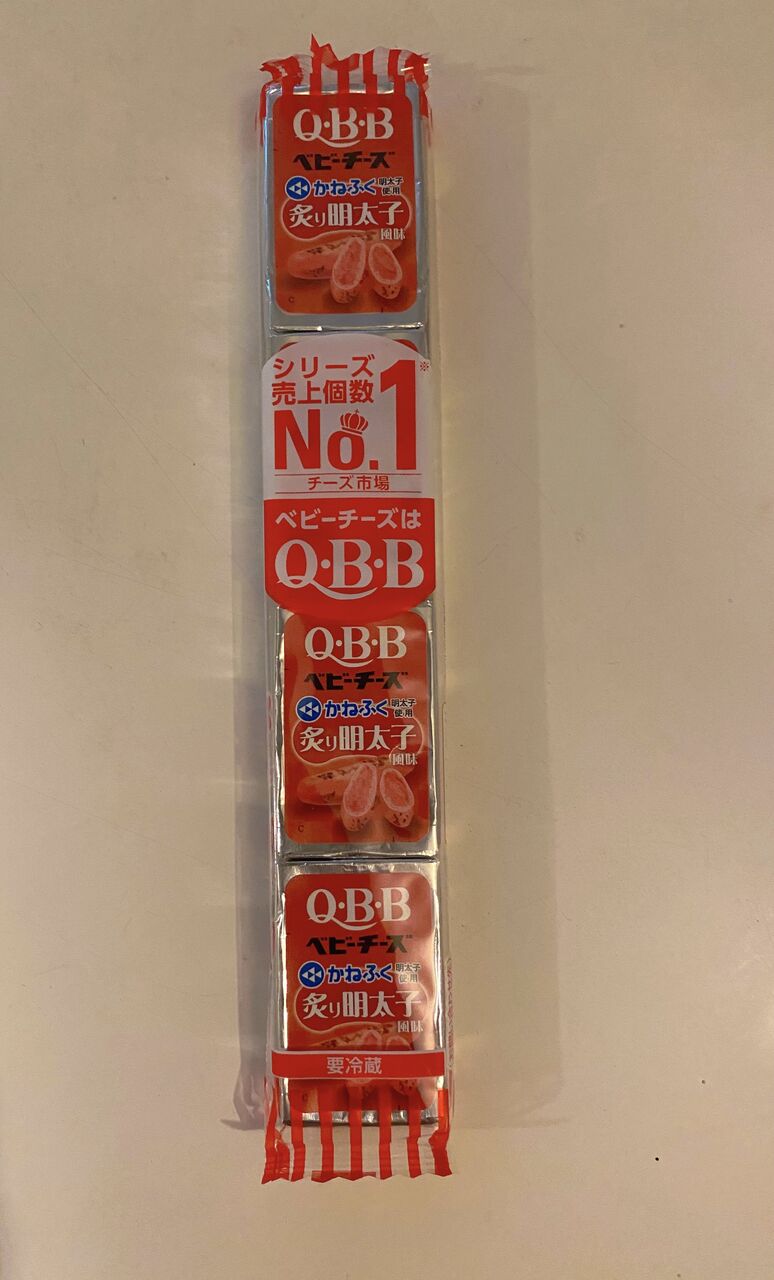 Q・B・B
ベビーチーズ
かねふく 明太子使用
炙り明太子
風味
C
シリーズ
売上個数
No.1※
チーズ市場
ベビーチーズは
Q・B・B
Q・B・B
ベビーチーズ
かねふく 明太子使用
炙り明太子
風味
C
Q・B・B
ベビーチーズ
かねふく 明太子使用
炙り明太子
風味
要冷蔵